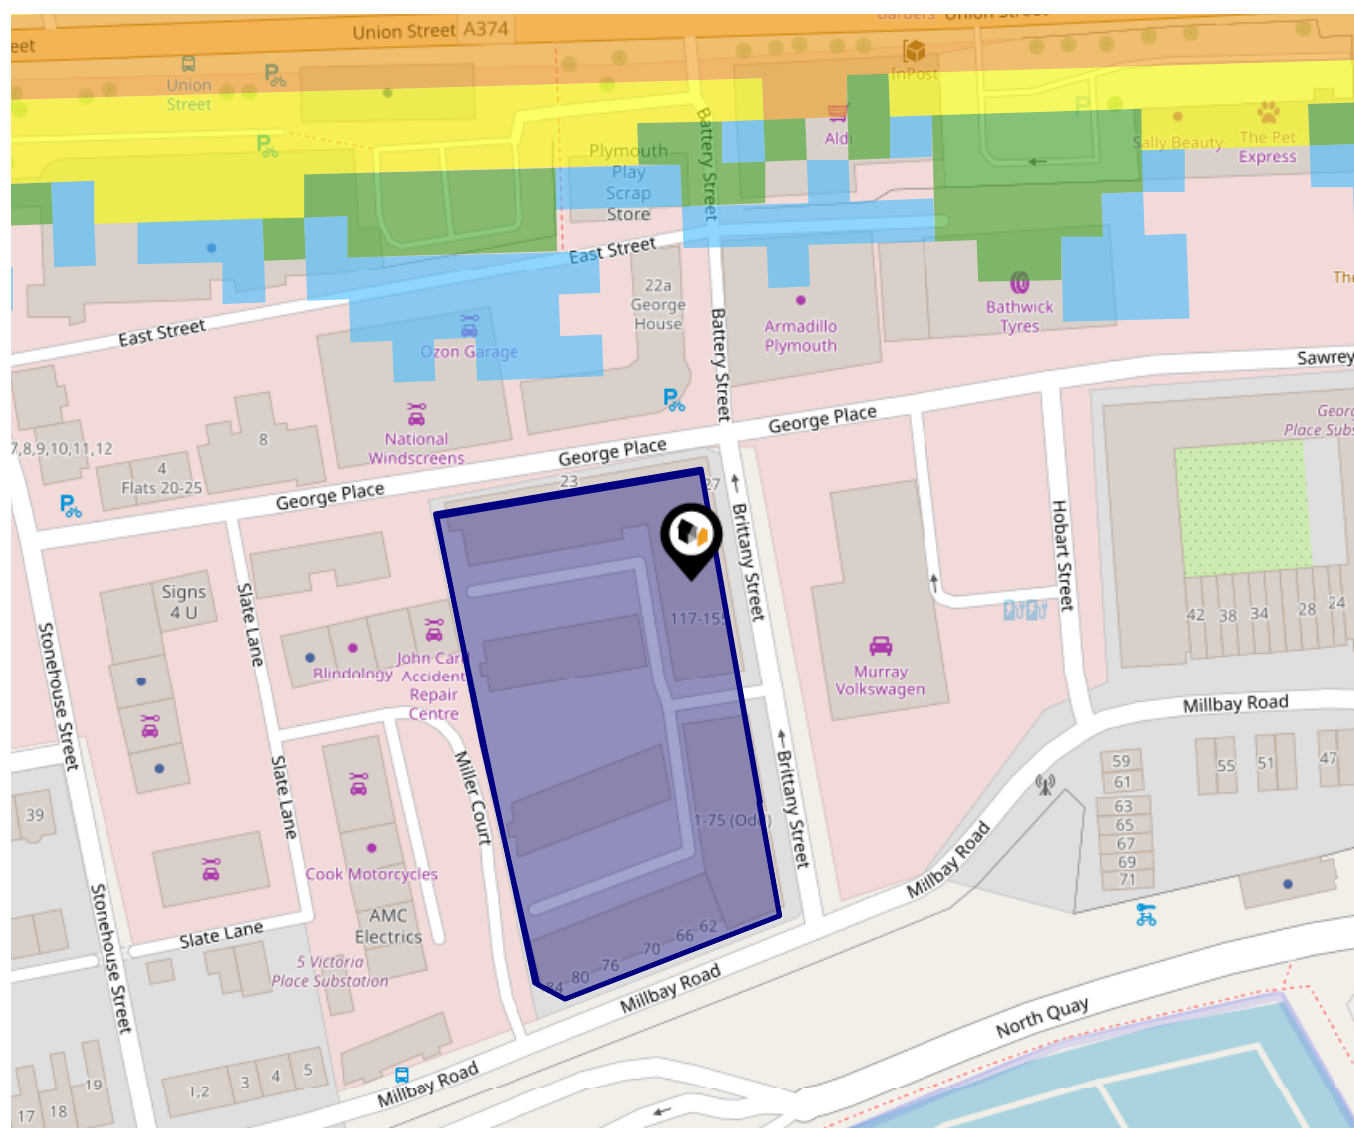 eet
Union Street
A374
Union Street
InPost
Union
Street
P
P
Aldi
P
Sally Beauty
The Pet
Express
Battery Street
Plymouth
Play
Scrap
Store
East Street
East Street
22a
George
House
Armadillo
Plymouth
Bathwick
Tyres
The
Battery Street
Ozon Garage
National
Windscreens
P
George Place
George Place
George Place
Sawrey
7,8,9,10,11,12
8
4
Flats 20-25
P
23
27
Brittany Street
Hobart Street
Place Subs
Signs
4 U
Slate Lane
Stonehouse Street
Blindology
John Card
Accident
Repair
Centre
117-155
Murray
Volkswagen
42
38
34
28
24
Millbay Road
Slate Lane
Miller Court
Brittany Street
1-75 (Odd)
39
59
61
63
65
67
69
71
55
51
47
Cook Motorcycles
AMC
Electrics
Millbay Road
Stonehouse Street
Slate Lane
5 Victoria
Place Substation
84
80
76
70
66
62
Millbay Road
North Quay
Millbay Road
1,2
3
4
5
19
18
17